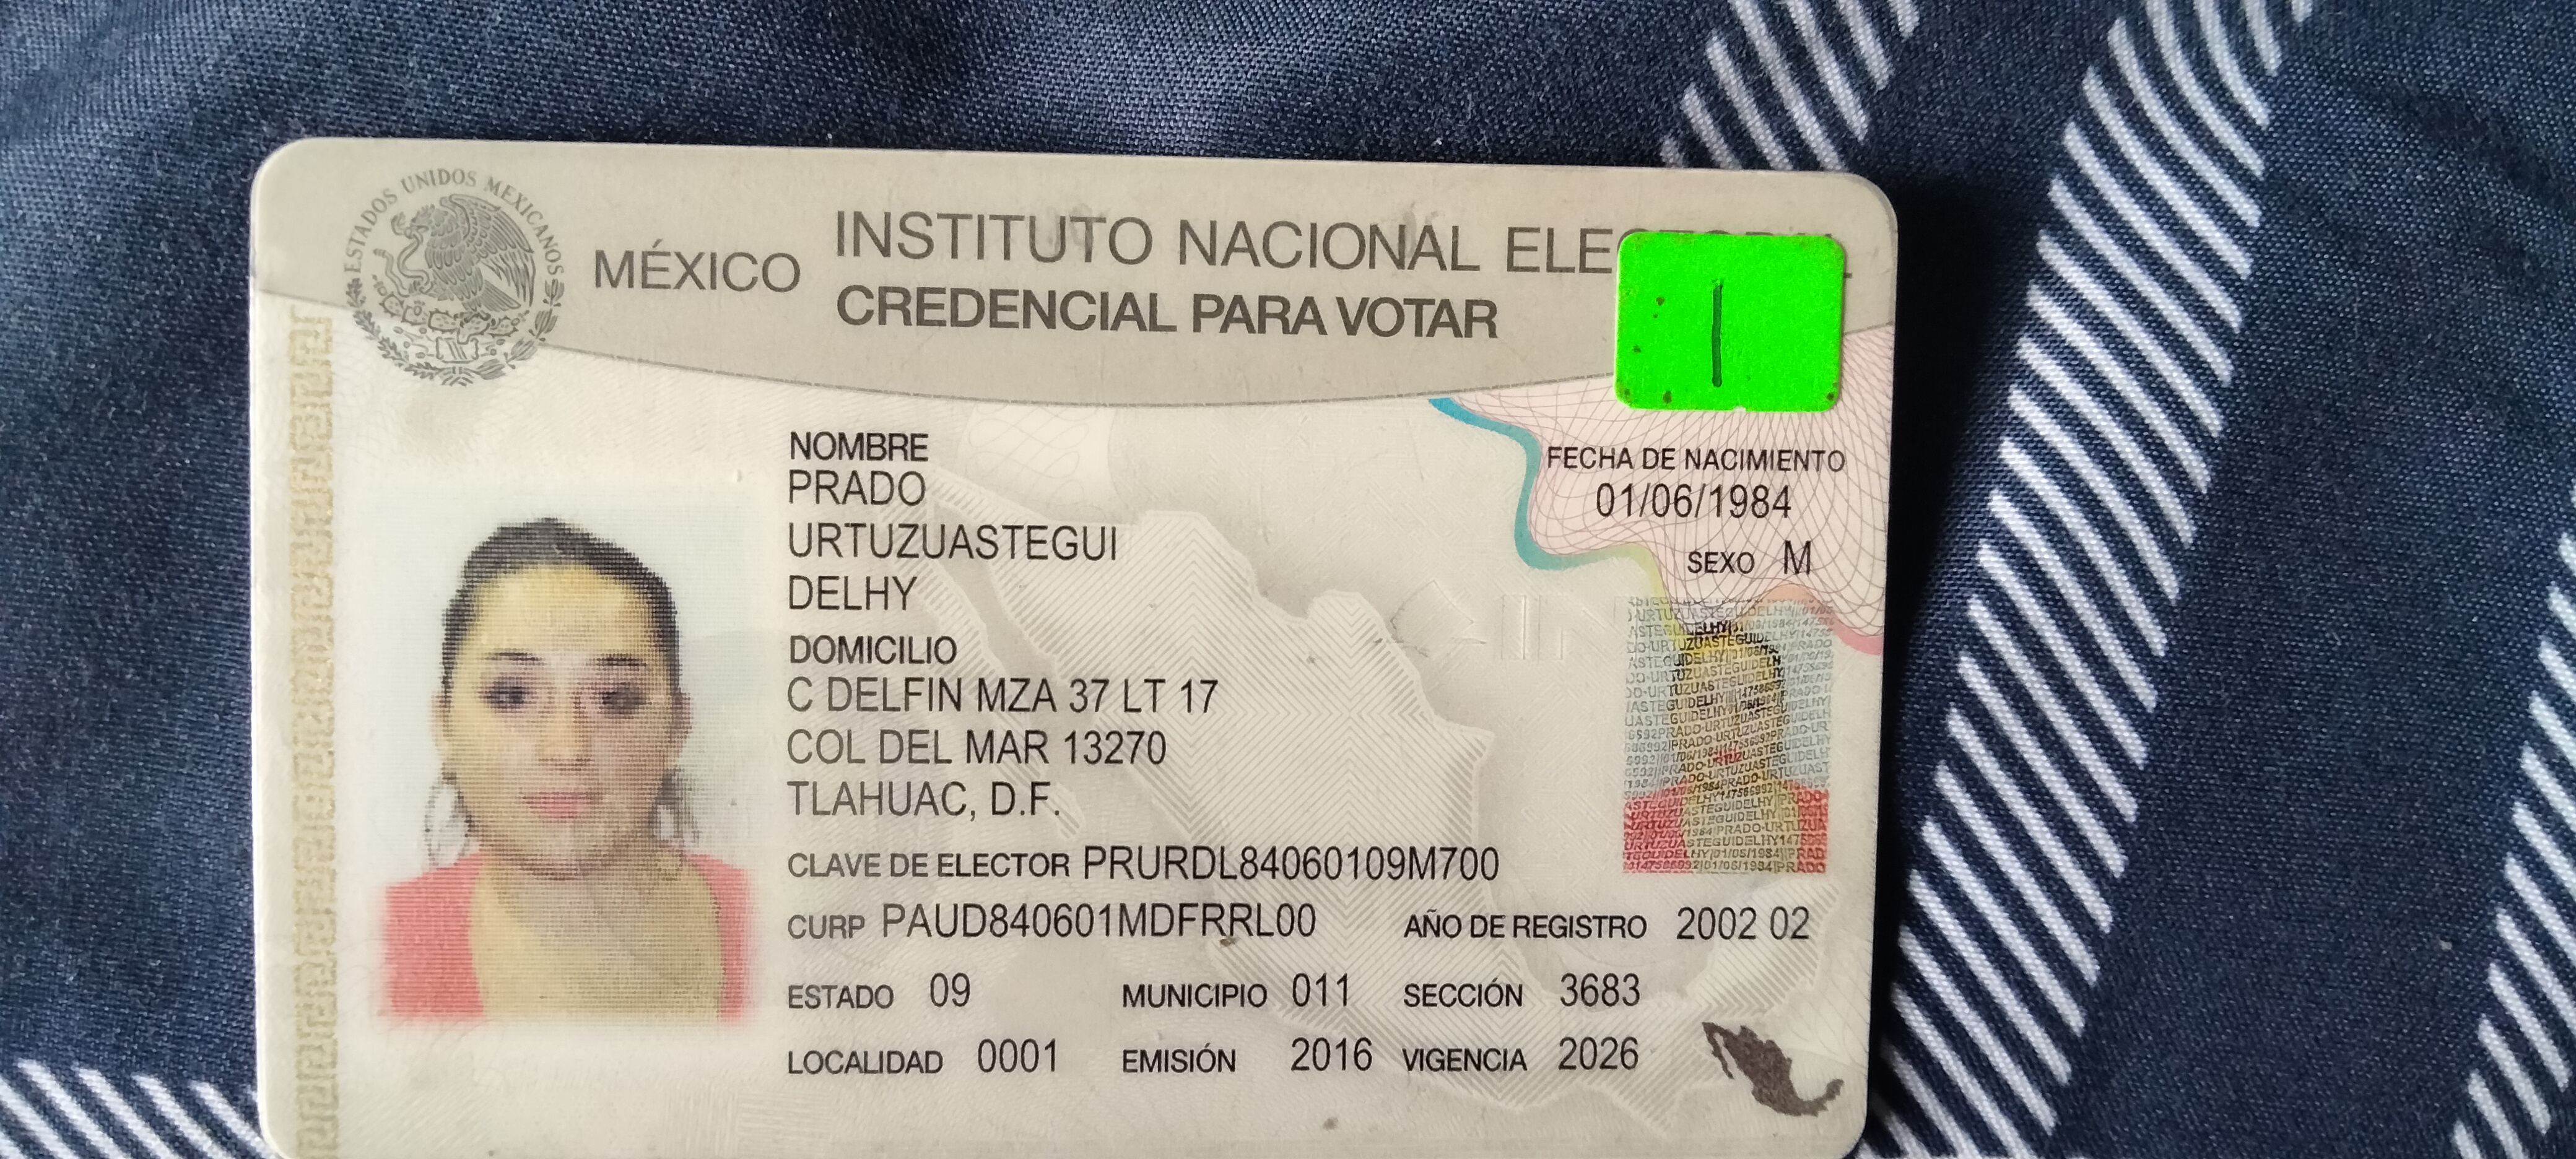 ESTADOS UNIDOS MEXICANOS
MÉXICO
INSTITUTO NACIONAL
CREDENCIAL PARA VOTAR
NOMBRE
PRADO
URTUZUASTEGUI
DELHY
FECHA DE NACIMIENTO
01/06/1984
SEXO M
DOMICILIO
C DELFIN MZA 37 LT 17
COL DEL MAR 13270
TLAHUAC, D.F.
CLAVE DE ELECTOR PRURDL84060109M700
CURP PAUD840601MDFRRL00 AÑO DE REGISTRO 2002 02
ESTADO 09 MUNICIPIO 011 SECCIÓN 3683
LOCALIDAD 0001 EMISIÓN 2016 VIGENCIA 2026